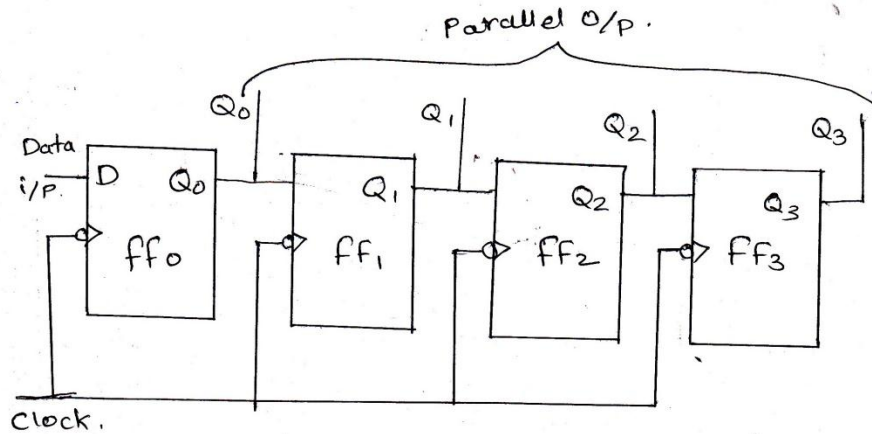 Parallel O/P.
Q0 Q1 Q2 Q3
Data
i/P.
D Q0 Q1 Q2 Q3
ff0 ff1 ff2 ff3
Clock.